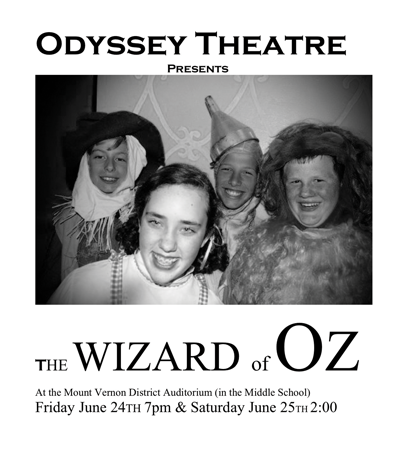 ODYSSEY THEATRE
PRESENTS
THE WIZARD of OZ
At the Mount Vernon District Auditorium (in the Middle School)
Friday June 24TH 7pm & Saturday June 25TH 2:00